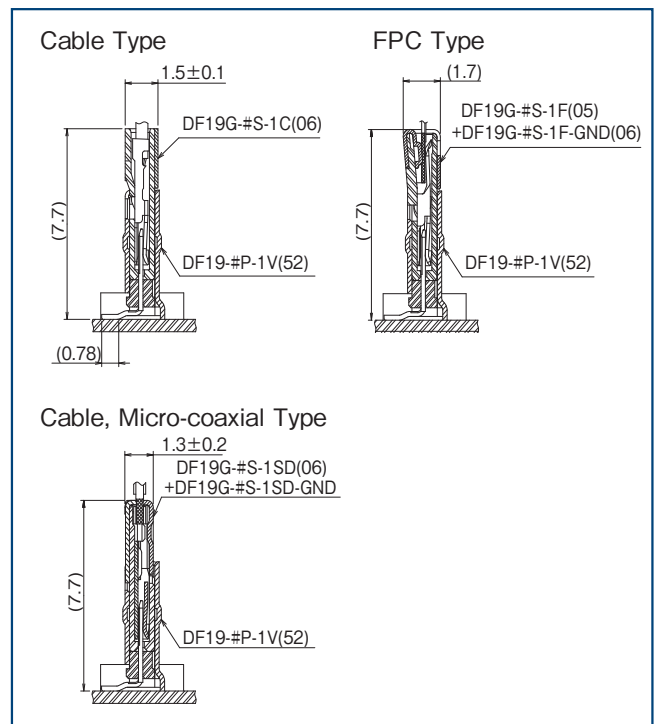 Cable Type
1.5±0.1
DF19G-#S-1C(06)
(7.7)
DF19-#P-1V(52)
(0.78)
FPC Type
(1.7)
DF19G-#S-1F(05)
+DF19G-#S-1F-GND(06)
(7.7)
DF19-#P-1V(52)
Cable, Micro-coaxial Type
1.3±0.2
DF19G-#S-1SD(06)
+DF19G-#S-1SD-GND
(7.7)
DF19-#P-1V(52)